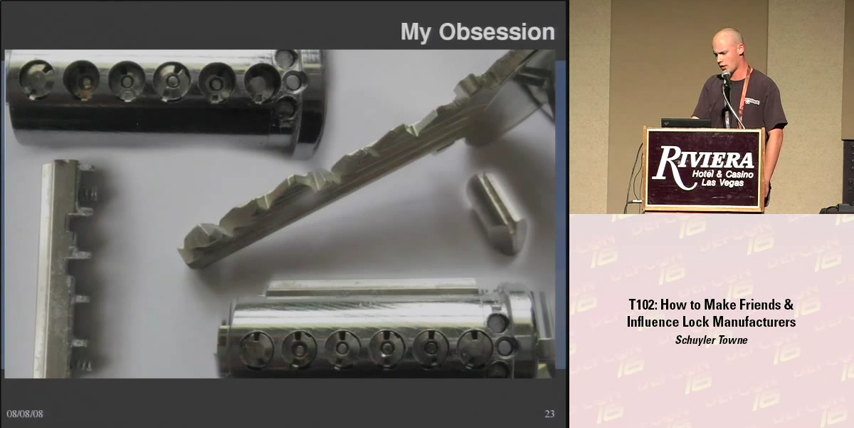 My Obsession
08/08/08
23
RIVIERA
Hotel & Casino
Las Vegas
T102: How to Make Friends &
Influence Lock Manufacturers
Schuyler Towne